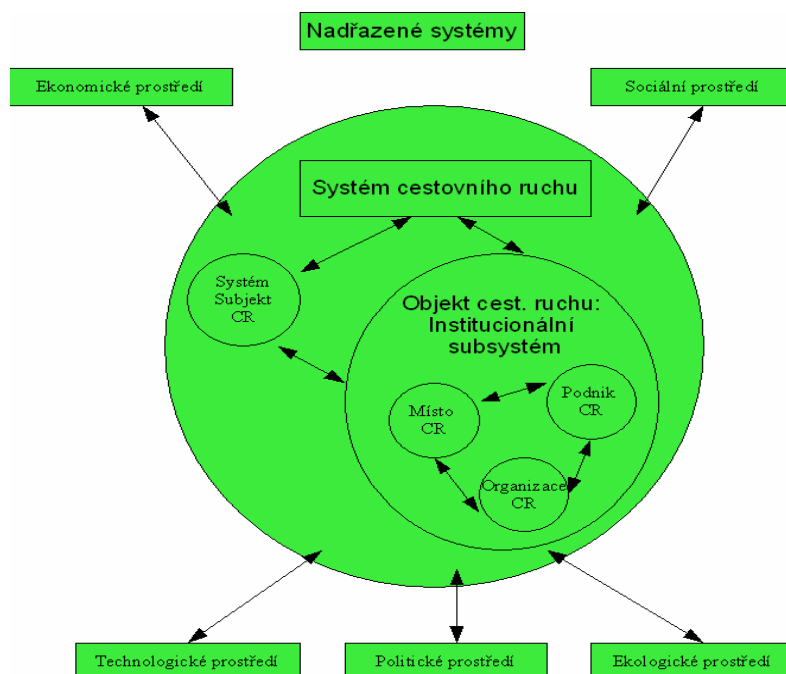 Nadřazené systémy
Ekonomické prostředí
Sociální prostředí
Systém cestovního ruchu
Systém
Subjekt
CR
Objekt cest. ruchu:
Institucionální
subsystém
Místo
CR
Podnik
CR
Organizace
CR
Technologické prostředí
Politické prostředí
Ekologické prostředí